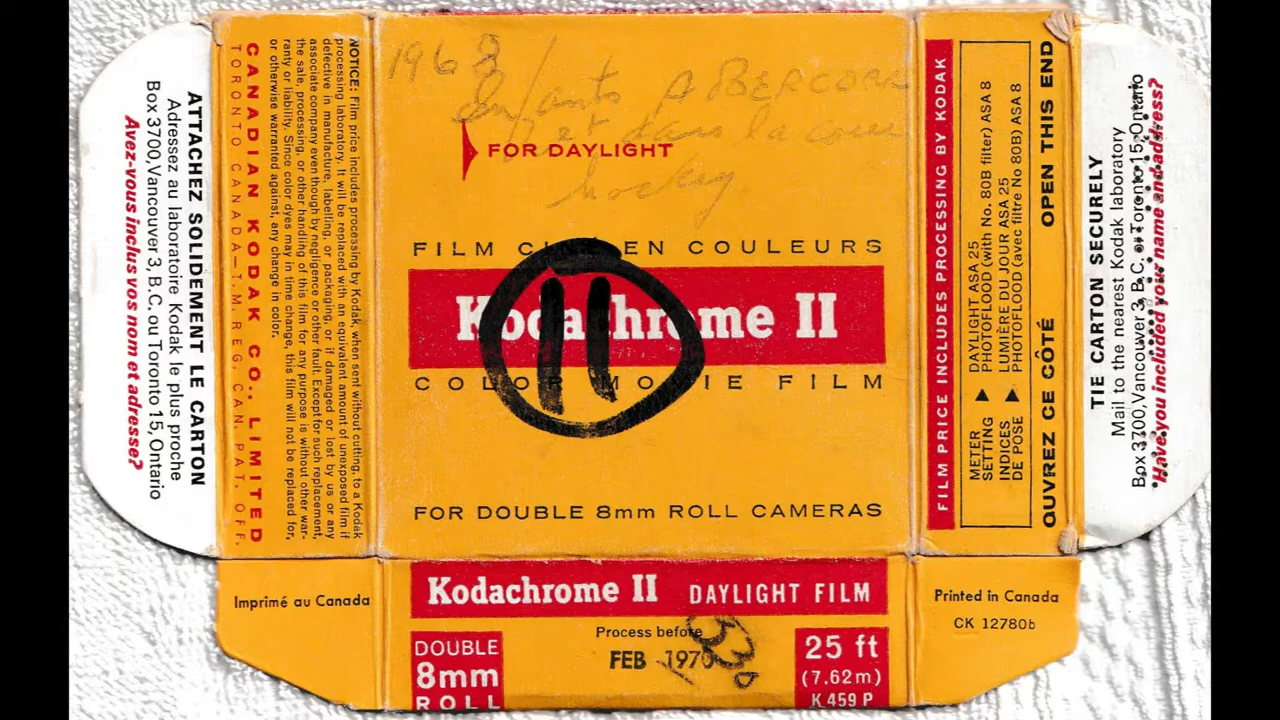 ATTACHEZ SOLIDEMENT LE CARTON
Adressez au laboratoire Kodak le plus proche
Box 3700, Vancouver 3, B.C. ou Toronto 15, Ontario
Avez-vous inclus vos nom et adresse?
NOTICE: Film price includes processing by Kodak, when sent without cutting, to a Kodak
processing laboratory. It will be replaced with an equivalent amount of unexposed film if
defective in manufacture, labelling, or packaging, or if damaged or lost by us or any
associate company even though by negligence or other fault. Except for such replacement,
the sale, processing, or other handling of this film for any purpose is without other war-
ranty or liability. Since color dyes may in time change, this film will not be replaced for,
or otherwise warranted against, any change in color.
CANADIAN KODAK CO. LIMITED
TORONTO CANADA—T.M. REG. CAN. PAT. OFF.
1968
enfants ABERCORN
et dans la cour
hockey
FOR DAYLIGHT
FILM CINÉ EN COULEURS
Kodachrome II
11
COLOR MOVIE FILM
FOR DOUBLE 8mm ROLL CAMERAS
FILM PRICE INCLUDES PROCESSING BY KODAK
METER SETTING ▶ DAYLIGHT ASA 25
PHOTOFLOOD (with No. 80B filter) ASA 8
INDICES DE POSE ▶ LUMIÈRE DU JOUR ASA 25
PHOTOFLOOD (avec filtre No 80B) ASA 8
OUVREZ CE CÔTÉ OPEN THIS END
TIE CARTON SECURELY
Mail to the nearest Kodak laboratory
Box 3700, Vancouver 3, B.C. or Toronto 15, Ontario
Have you included your name and address?
Imprimé au Canada
Kodachrome II DAYLIGHT FILM
DOUBLE
8mm
ROLL
Process before
FEB 1970
25 ft
(7.62m)
K 459 P
Printed in Canada
CK 12780b